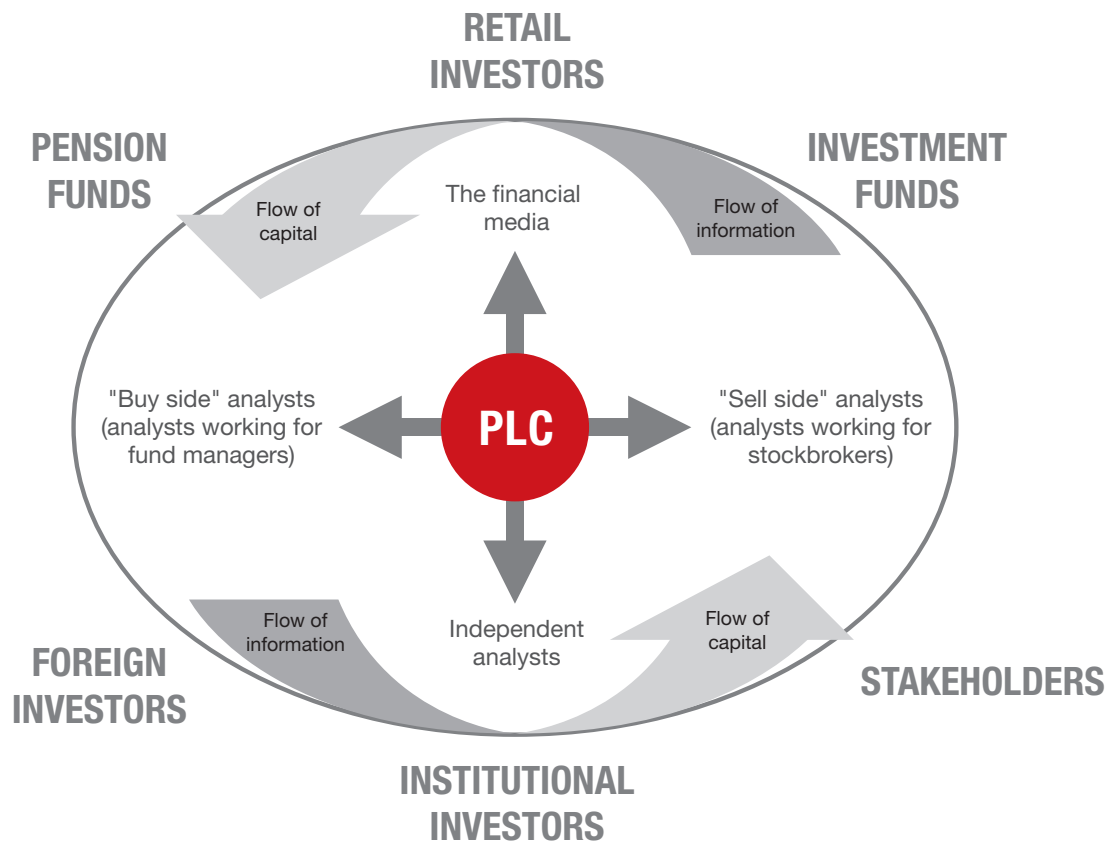 RETAIL
INVESTORS
PENSION
FUNDS
INVESTMENT
FUNDS
The financial
media
Flow of
capital
Flow of
information
"Buy side" analysts
(analysts working for
fund managers)
PLC
"Sell side" analysts
(analysts working for
stockbrokers)
Flow of
information
Independent
analysts
Flow of
capital
FOREIGN
INVESTORS
STAKEHOLDERS
INSTITUTIONAL
INVESTORS